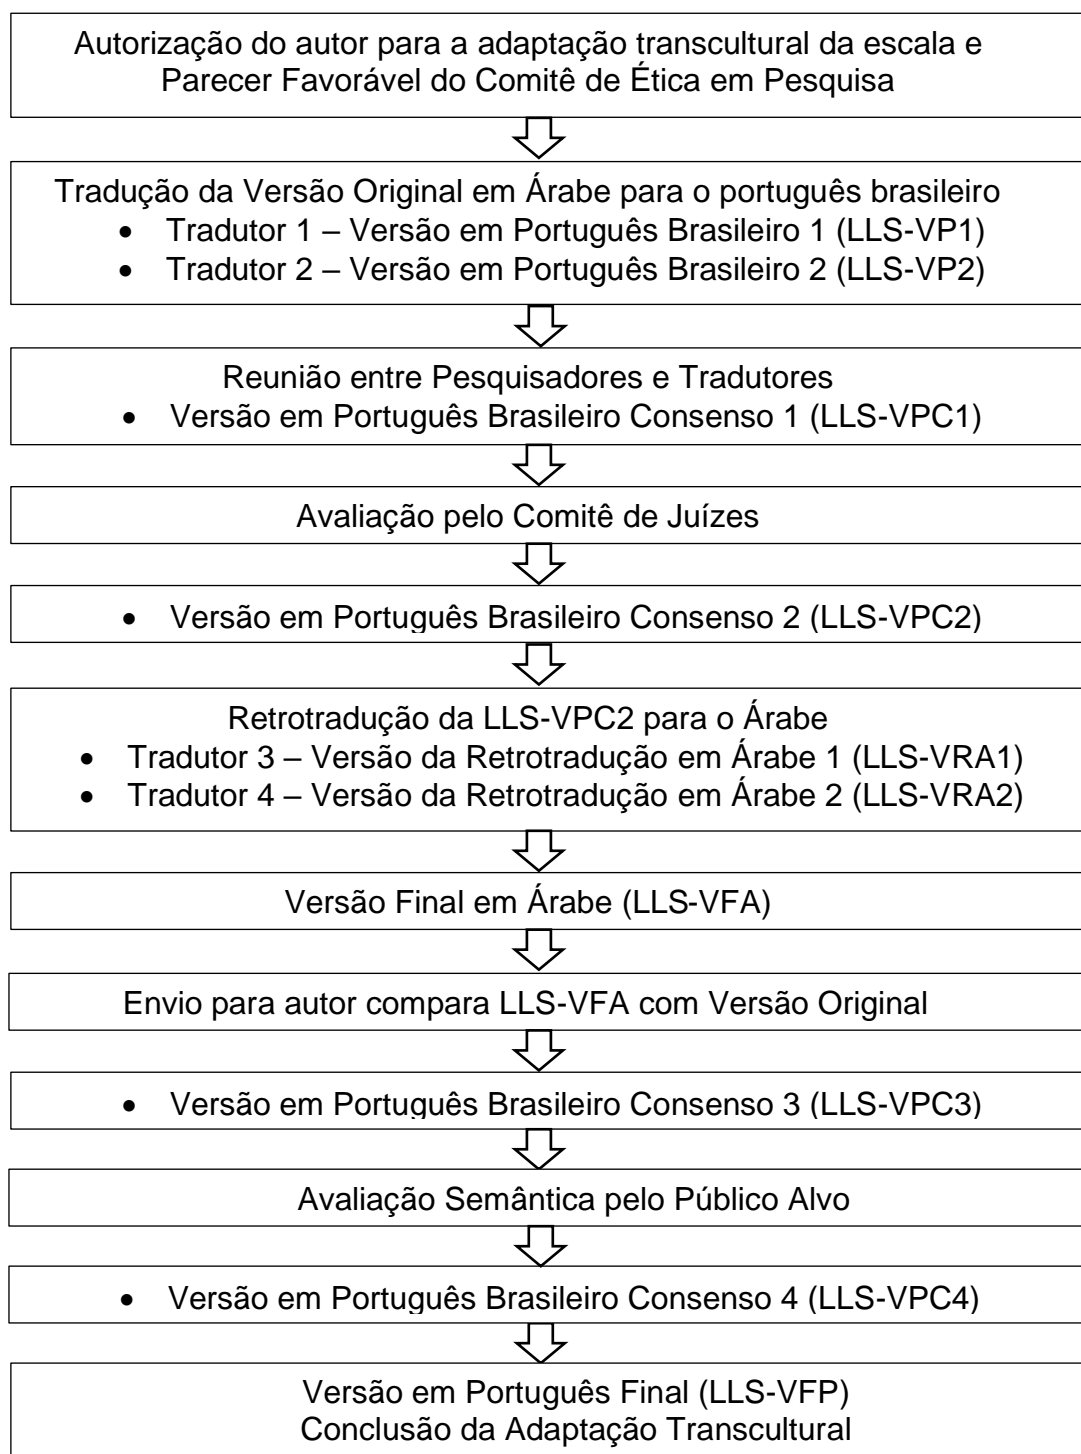 Autorização do autor para a adaptação transcultural da escala e
Parecer Favorável do Comitê de Ética em Pesquisa
Tradução da Versão Original em Árabe para o português brasileiro
• Tradutor 1 – Versão em Português Brasileiro 1 (LLS-VP1)
• Tradutor 2 – Versão em Português Brasileiro 2 (LLS-VP2)
Reunião entre Pesquisadores e Tradutores
• Versão em Português Brasileiro Consenso 1 (LLS-VPC1)
Avaliação pelo Comitê de Juízes
• Versão em Português Brasileiro Consenso 2 (LLS-VPC2)
Retrotradução da LLS-VPC2 para o Árabe
• Tradutor 3 – Versão da Retrotradução em Árabe 1 (LLS-VRA1)
• Tradutor 4 – Versão da Retrotradução em Árabe 2 (LLS-VRA2)
Versão Final em Árabe (LLS-VFA)
Envio para autor compara LLS-VFA com Versão Original
• Versão em Português Brasileiro Consenso 3 (LLS-VPC3)
Avaliação Semântica pelo Público Alvo
• Versão em Português Brasileiro Consenso 4 (LLS-VPC4)
Versão em Português Final (LLS-VFP)
Conclusão da Adaptação Transcultural